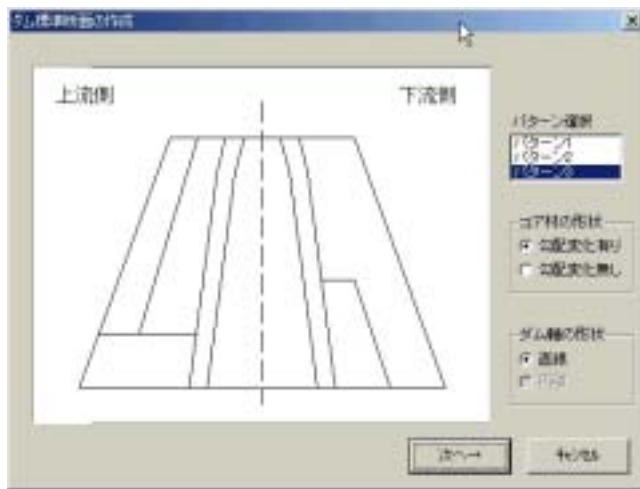 ダム標準断面の作成
上流側
下流側
パターン選択
パターン1
パターン2
パターン3
コア材の形状
勾配変化有り
勾配変化無し
ダム軸の形状
直線
次へ→
キャンセル